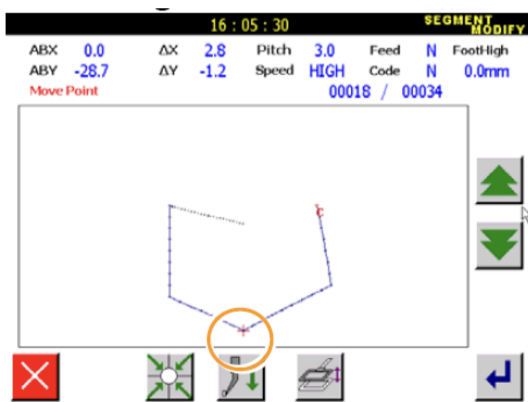 16 : 05 : 30 SEGMENT MODIFY
ABX 0.0 ΔX 2.8 Pitch 3.0 Feed N FootHigh
ABY -28.7 ΔY -1.2 Speed HIGH Code N 0.0mm
Move Point 00018 / 00034
C